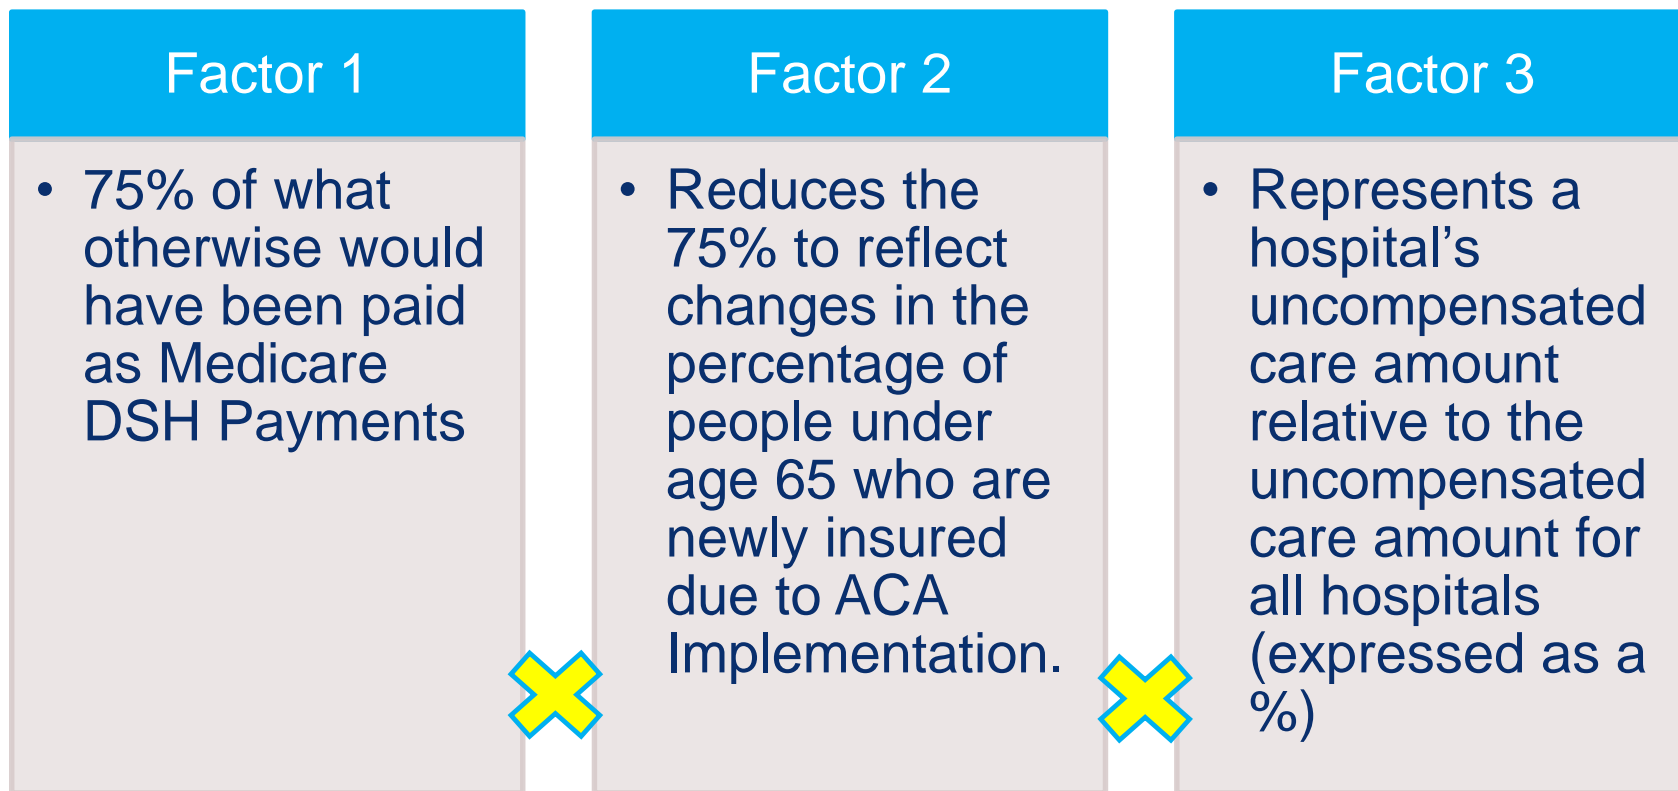 Factor 1
• 75% of what
otherwise would
have been paid
as Medicare
DSH Payments
Factor 2
• Reduces the
75% to reflect
changes in the
percentage of
people under
age 65 who are
newly insured
due to ACA
Implementation.
Factor 3
• Represents a
hospital’s
uncompensated
care amount
relative to the
uncompensated
care amount for
all hospitals
(expressed as a
%)